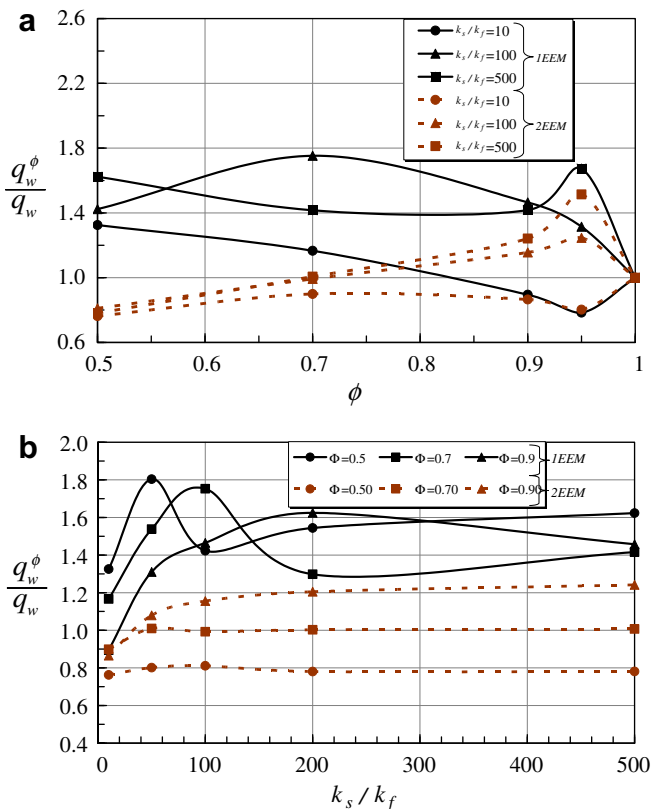 a
2.6
2.2
1.8
1.4
1.0
0.6
q_w^ϕ / q_w
k_s / k_f=10
k_s / k_f=100
k_s / k_f=500
1EEM
k_s / k_f=10
k_s / k_f=100
k_s / k_f=500
2EEM
0.5 0.6 0.7 0.8 0.9 1
ϕ
b
2.0
1.8
1.6
1.4
1.2
1.0
0.8
0.6
0.4
q_w^ϕ / q_w
Φ=0.5 Φ=0.7 Φ=0.9 1EEM
Φ=0.50 Φ=0.70 Φ=0.90 2EEM
0 100 200 300 400 500
k_s / k_f